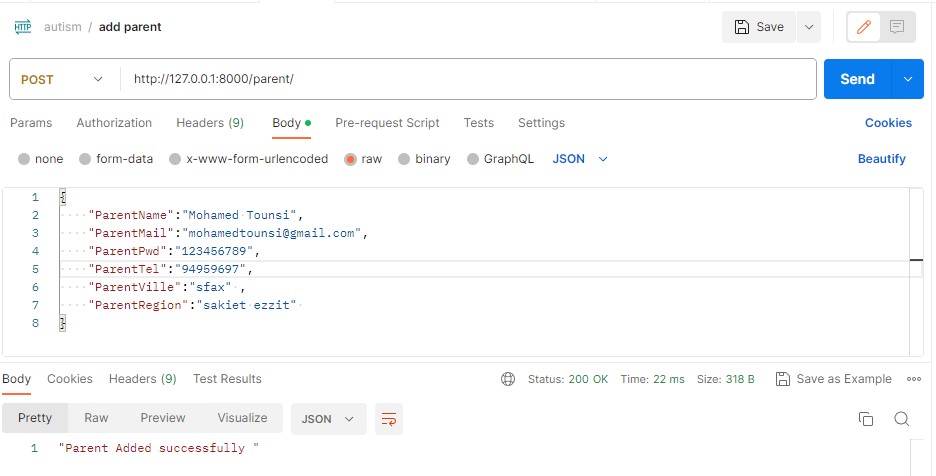 HTTP autism / add parent Save
POST http://127.0.0.1:8000/parent/ Send
Params Authorization Headers (9) Body Pre-request Script Tests Settings Cookies
none form-data x-www-form-urlencoded raw binary GraphQL JSON Beautify
1 {
2 "ParentName":"Mohamed Tounsi",
3 "ParentMail":"mohamedtounsi@gmail.com",
4 "ParentPwd":"123456789",
5 "ParentTel":"94959697",
6 "ParentVille":"sfax" ,
7 "ParentRegion":"sakiet ezzit"
8 }
Body Cookies Headers (9) Test Results Status: 200 OK Time: 22 ms Size: 318 B Save as Example
Pretty Raw Preview Visualize JSON
1 "Parent Added successfully "